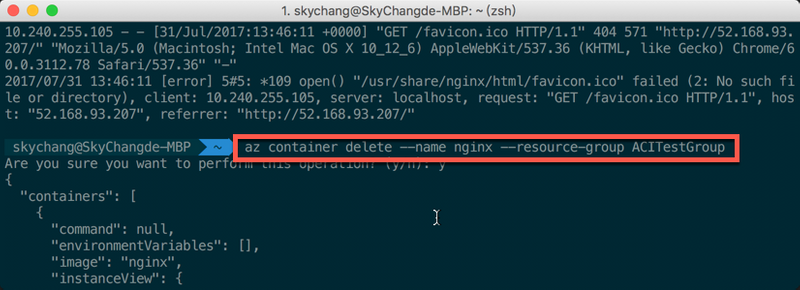 1. skychang@SkyChangde-MBP: ~ (zsh)
10.240.255.105 - - [31/Jul/2017:13:46:11 +0000] "GET /favicon.ico HTTP/1.1" 404 571 "http://52.168.93.
207/" "Mozilla/5.0 (Macintosh; Intel Mac OS X 10_12_6) AppleWebKit/537.36 (KHTML, like Gecko) Chrome/6
0.0.3112.78 Safari/537.36" "-"
2017/07/31 13:46:11 [error] 5#5: *109 open() "/usr/share/nginx/html/favicon.ico" failed (2: No such fi
le or directory), client: 10.240.255.105, server: localhost, request: "GET /favicon.ico HTTP/1.1", hos
t: "52.168.93.207", referrer: "http://52.168.93.207/"
skychang@SkyChangde-MBP ~ az container delete --name nginx --resource-group ACITestGroup
Are you sure you want to perform this operation? (y/n): y
{
"containers": [
{
"command": null,
"environmentVariables": [],
"image": "nginx",
"instanceView": {